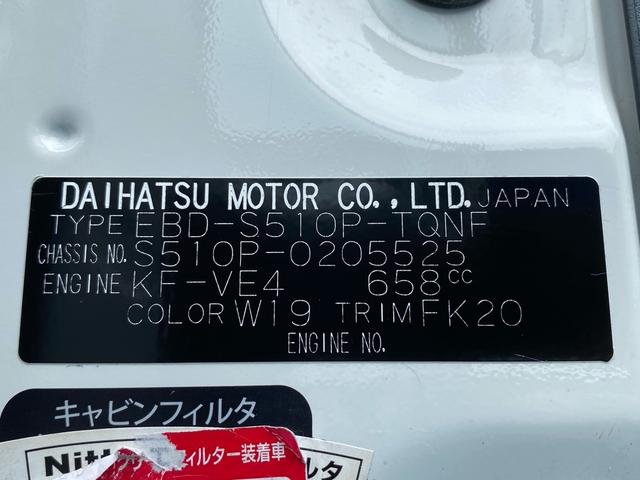 DAIHATSU MOTOR CO., LTD. JAPAN
TYPE EBD-S510P-TQNF
CHASSIS NO. S510P-0205525
ENGINE KF-VE4 658cc
COLOR W19 TRIM FK20
ENGINE NO.
キャビンフィルタ
フィルター装着車